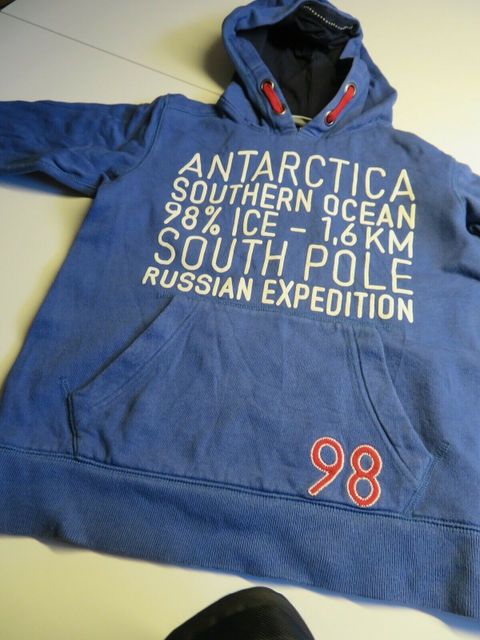 ANTARCTICA
SOUTHERN OCEAN
98% ICE – 1,6 KM
SOUTH POLE
RUSSIAN EXPEDITION
98